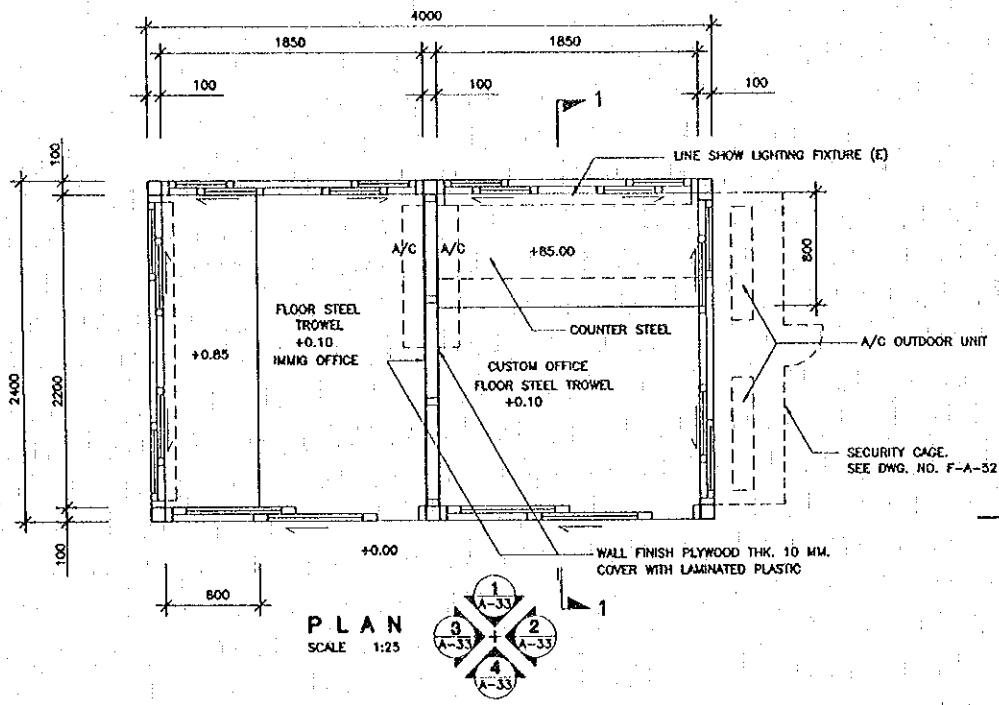 4000
1850
1850
100
100
100
1
LINE SHOW LIGHTING FIXTURE (E)
100
2400
2200
100
A/C
A/C
+85.00
800
FLOOR STEEL
TROWEL
+0.10
IMMIG OFFICE
+0.85
COUNTER STEEL
A/C OUTDOOR UNIT
CUSTOM OFFICE
FLOOR STEEL TROWEL
+0.10
SECURITY CAGE.
SEE DWG. NO. F-A-52
+0.00
WALL FINISH PLYWOOD THK. 10 MM.
COVER WITH LAMINATED PLASTIC
800
1
PLAN
SCALE 1:25
1
A-33
3
A-33
2
A-33
4
A-33